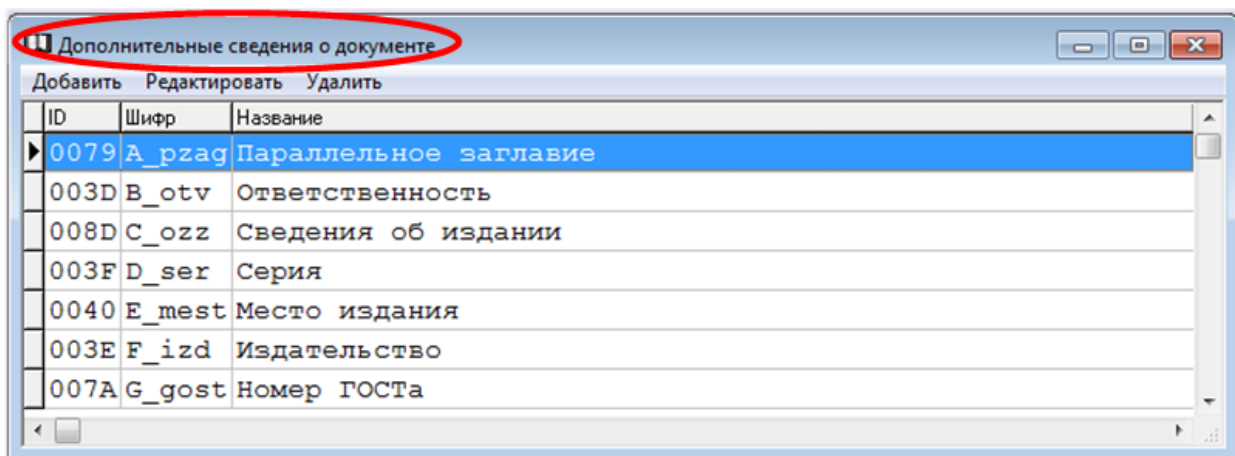 Дополнительные сведения о документе
Добавить Редактировать Удалить
ID Шифр Название
0079 A_pzag Параллельное заглавие
003D B_otv Ответственность
008D C_ozz Сведения об издании
003F D_ser Серия
0040 E_mest Место издания
003E F_izd Издательство
007A G_gost Номер ГОСТа